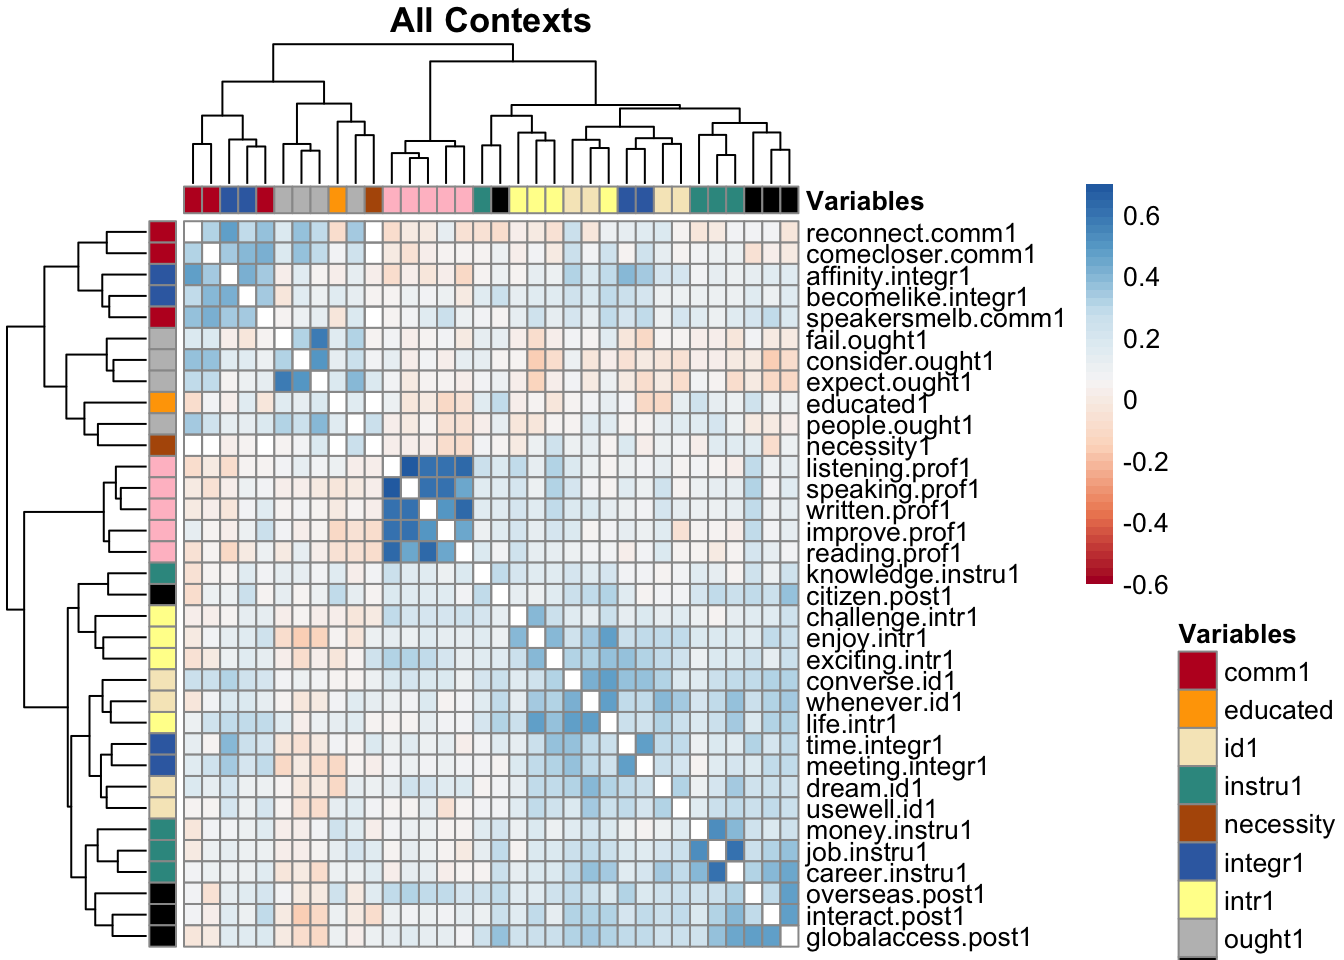 All Contexts
Variables
reconnect.comm1
comecloser.comm1
affinity.integr1
becomelike.integr1
speakersmelb.comm1
fail.ought1
consider.ought1
expect.ought1
educated1
people.ought1
necessity1
listening.prof1
speaking.prof1
written.prof1
improve.prof1
reading.prof1
knowledge.instru1
citizen.post1
challenge.intr1
enjoy.intr1
exciting.intr1
converse.id1
whenever.id1
life.intr1
time.integr1
meeting.integr1
dream.id1
usewell.id1
money.instru1
job.instru1
career.instru1
overseas.post1
interact.post1
globalaccess.post1
0.6
0.4
0.2
0
-0.2
-0.4
-0.6
Variables
comm1
educated
id1
instru1
necessity
integr1
intr1
ought1